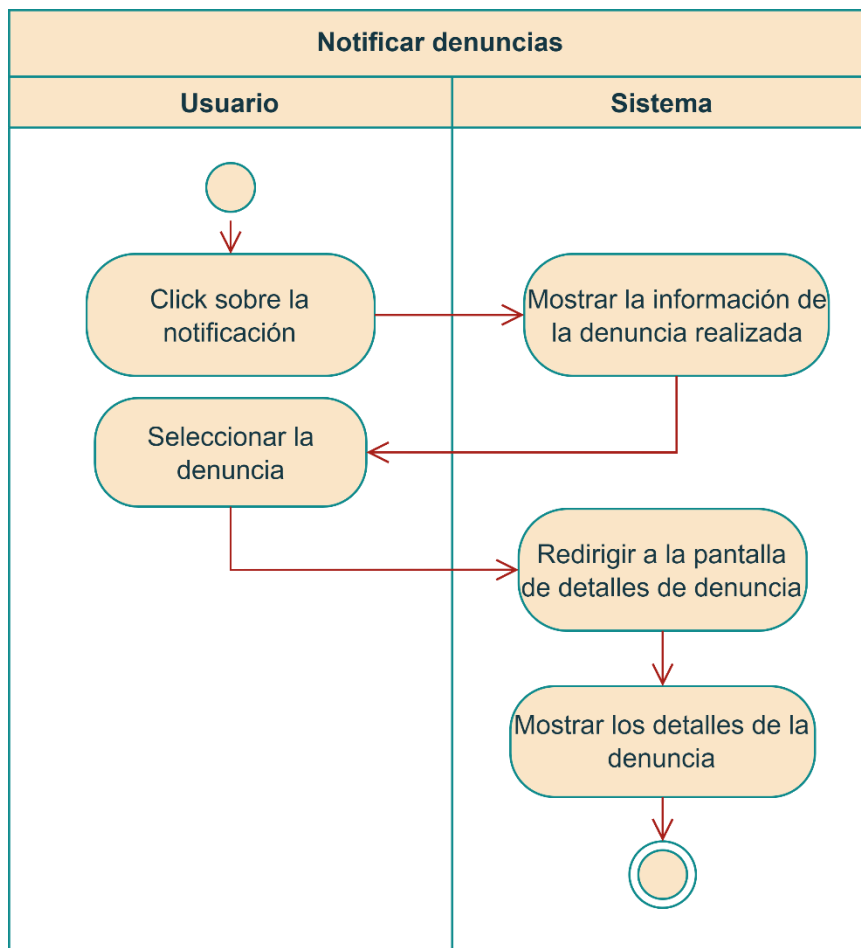 Notificar denuncias
Usuario
Sistema
Click sobre la
notificación
Mostrar la información de
la denuncia realizada
Seleccionar la
denuncia
Redirigir a la pantalla
de detalles de denuncia
Mostrar los detalles de la
denuncia